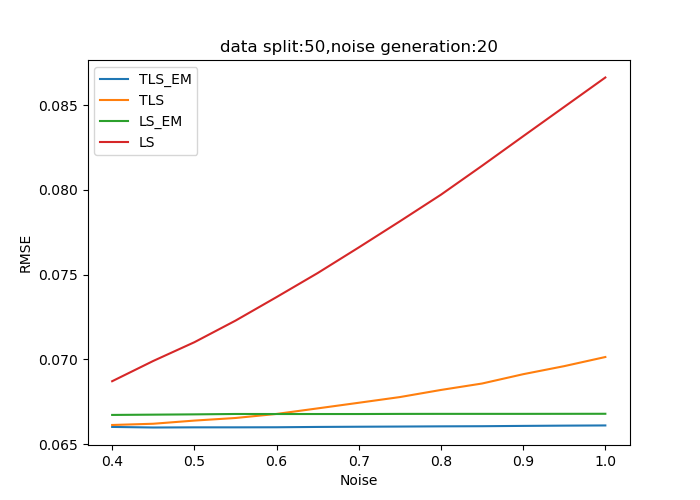 data split:50,noise generation:20
TLS_EM
TLS
LS_EM
LS
RMSE
0.085
0.080
0.075
0.070
0.065
0.4 0.5 0.6 0.7 0.8 0.9 1.0
Noise